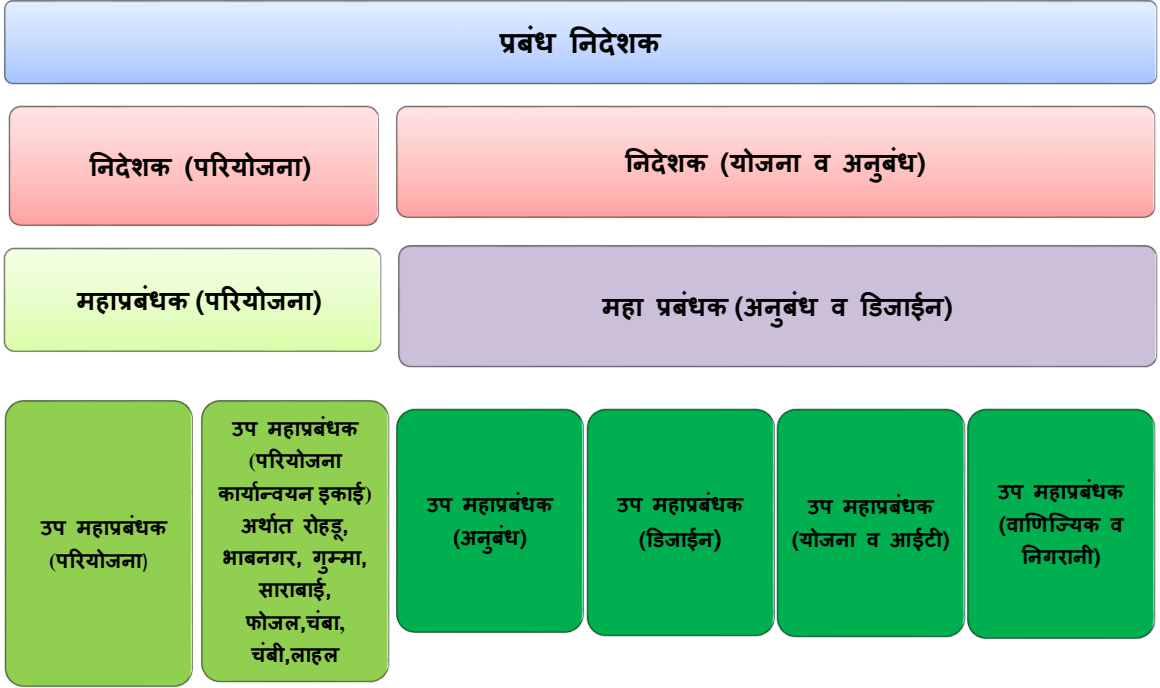 प्रबंध निदेशक
निदेशक (परियोजना)
निदेशक (योजना व अनुबंध)
महाप्रबंधक (परियोजना)
महा प्रबंधक (अनुबंध व डिजाईन)
उप महाप्रबंधक
(परियोजना)
उप महाप्रबंधक
(परियोजना
कार्यान्वयन इकाई)
अर्थात रोहडू,
भाबनगर, गुम्मा,
साराबाई,
फोजल,चंबा,
चंबी,लाहल
उप महाप्रबंधक
(अनुबंध)
उप महाप्रबंधक
(डिजाईन)
उप महाप्रबंधक
(योजना व आईटी)
उप महाप्रबंधक
(वाणिज्यिक व
निगरानी)